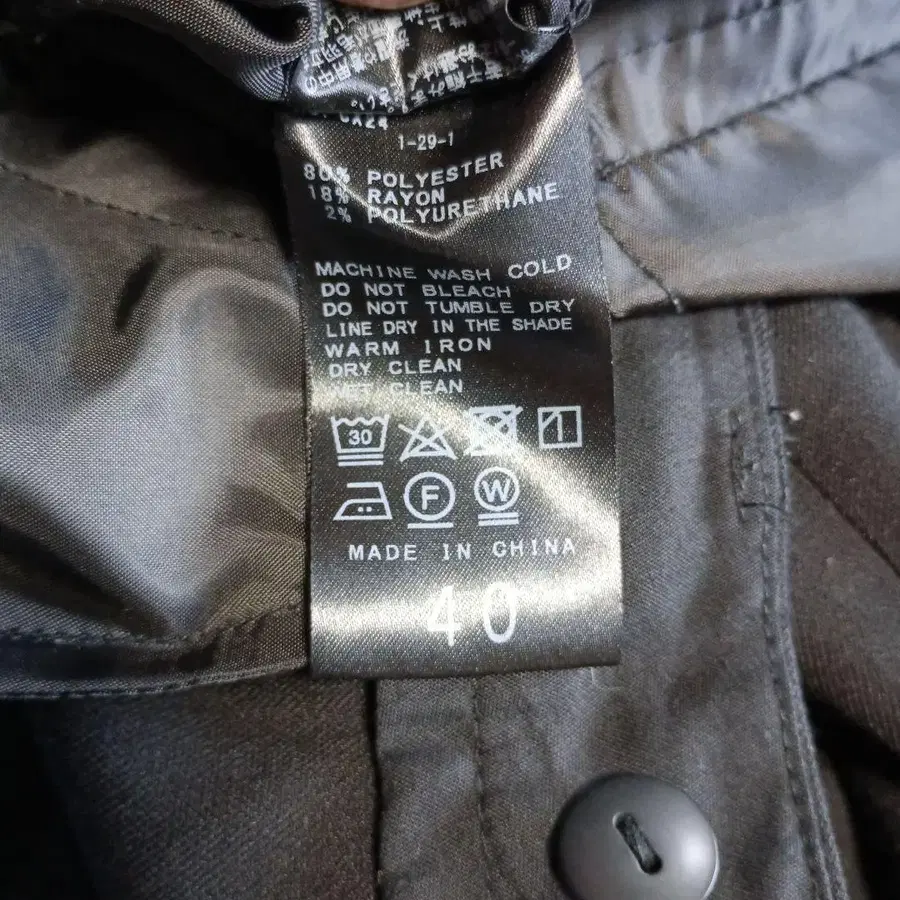 1-29-1
80% POLYESTER
18% RAYON
2% POLYURETHANE
MACHINE WASH COLD
DO NOT BLEACH
DO NOT TUMBLE DRY
LINE DRY IN THE SHADE
WARM IRON
DRY CLEAN
WET CLEAN
30
F W
MADE IN CHINA
40